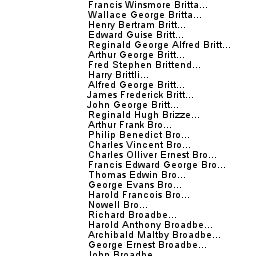 Francis Winsmore Britta...
Wallace George Britta...
Henry Bertram Britt...
Edward Guise Britt...
Reginald George Alfred Britt...
Arthur George Britt...
Fred Stephen Brittend...
Harry Brittli...
Alfred George Britt...
James Frederick Britt...
John George Britt...
Reginald Hugh Brizze...
Arthur Frank Bro...
Philip Benedict Bro...
Charles Vincent Bro...
Charles Olliver Ernest Bro...
Francis Edward George Bro...
Thomas Edwin Bro...
George Evans Bro...
Harold Francois Bro...
Nowell Bro...
Richard Broadbe...
Harold Anthony Broadbe...
Archibald Maltby Broadbe...
George Ernest Broadbe...
John Broadbe...